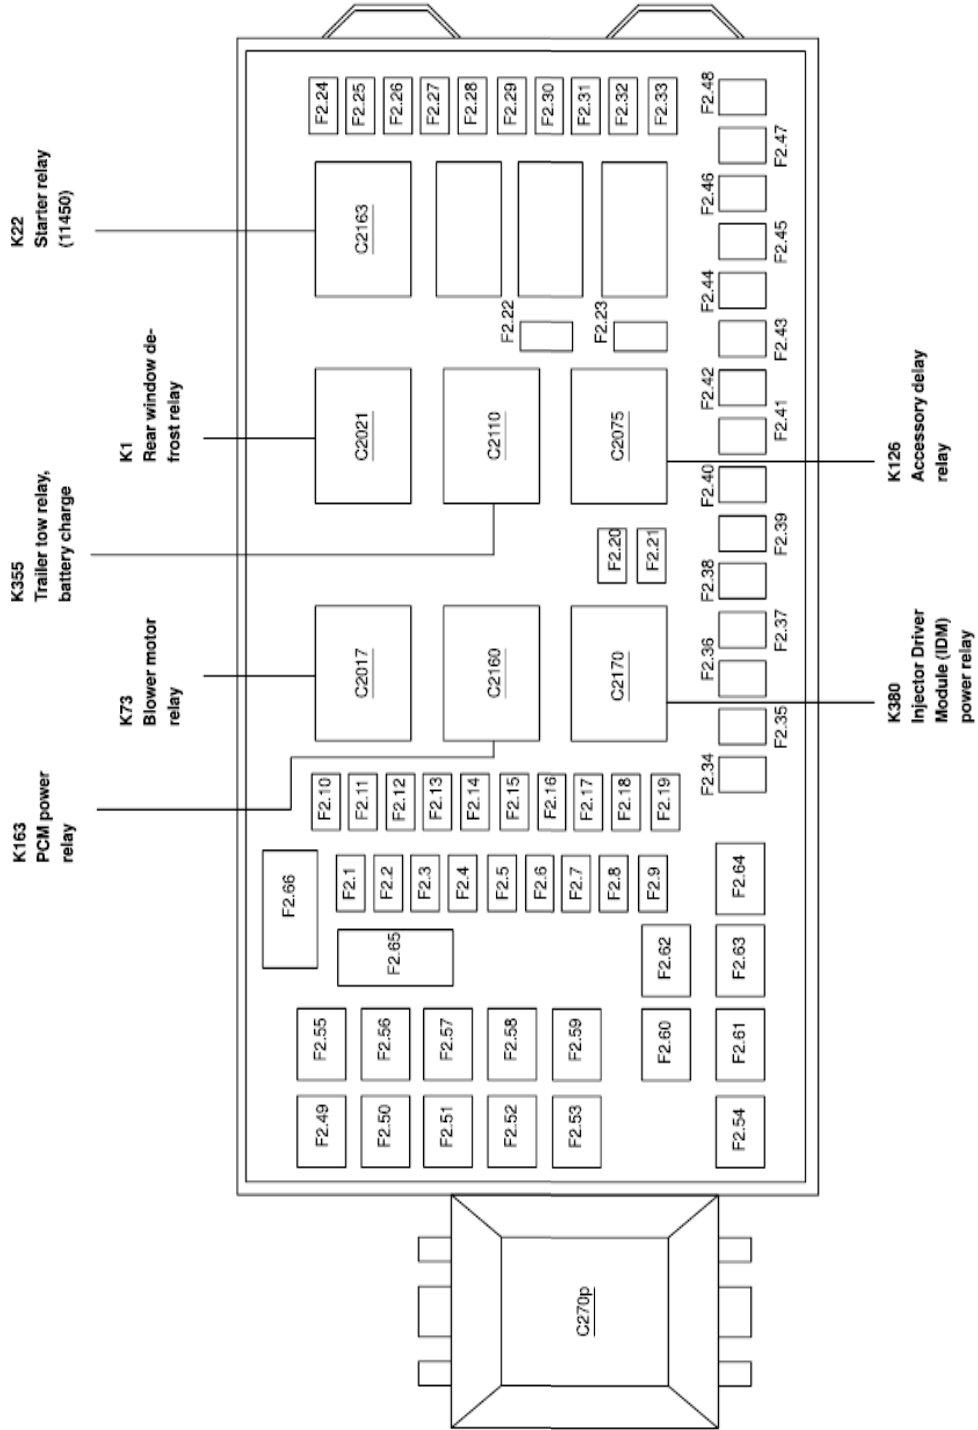 K22
Starter relay
(11450)
K1
Rear window de-
frost relay
K355
Trailer tow relay,
battery charge
K73
Blower motor
relay
K163
PCM power
relay
F2.24
F2.25
F2.26
F2.27
F2.28
F2.29
F2.30
F2.31
F2.32
F2.33
C2163
F2.22
F2.23
C2021
C2110
C2075
F2.20
F2.21
C2017
C2160
C2170
F2.10
F2.11
F2.12
F2.13
F2.14
F2.15
F2.16
F2.17
F2.18
F2.19
F2.66
F2.1
F2.2
F2.3
F2.4
F2.5
F2.6
F2.7
F2.8
F2.9
F2.65
F2.62
F2.63
F2.64
F2.55
F2.56
F2.57
F2.58
F2.59
F2.60
F2.61
F2.49
F2.50
F2.51
F2.52
F2.53
F2.54
F2.48
F2.47
F2.46
F2.45
F2.44
F2.43
F2.42
F2.41
F2.40
F2.39
F2.38
F2.37
F2.36
F2.35
F2.34
K126
Accessory delay
relay
K380
Injector Driver
Module (IDM)
power relay
C270p